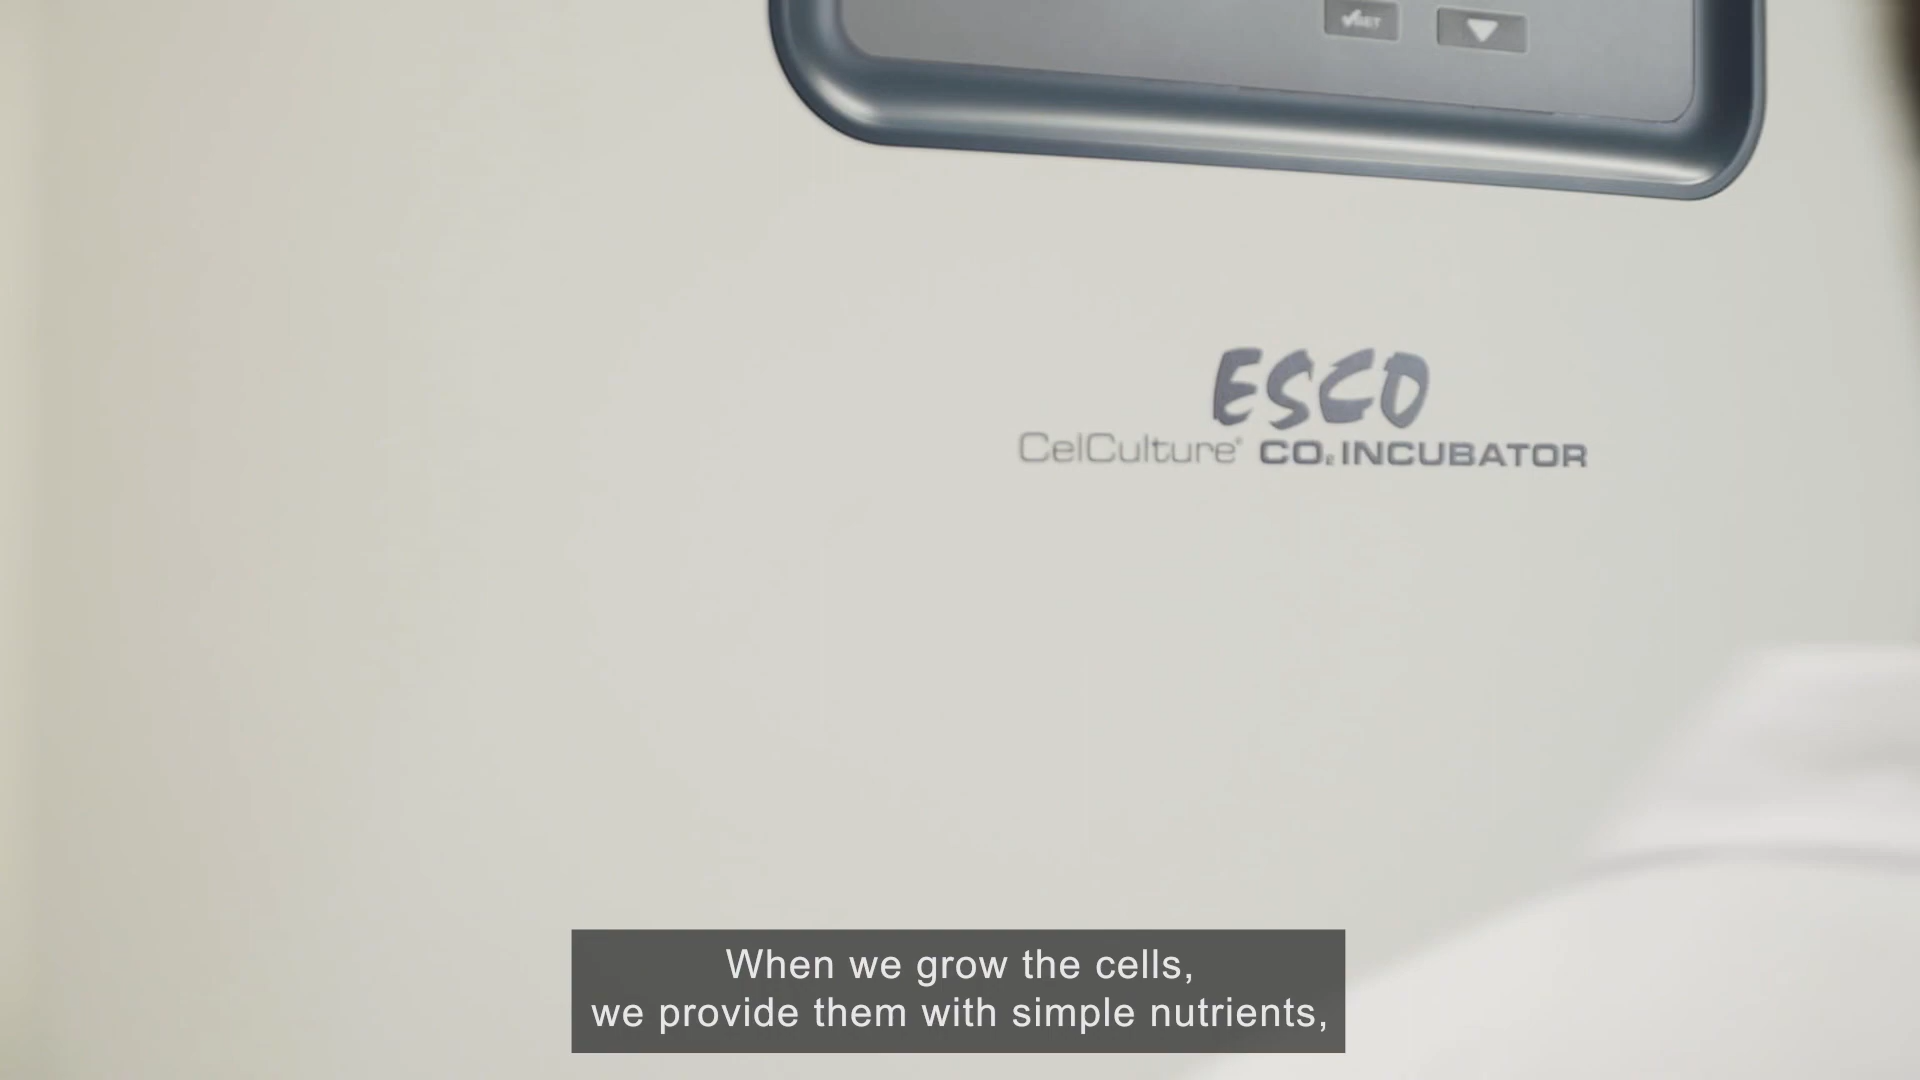 ✓SET
ESCO
CelCulture® CO₂ INCUBATOR
When we grow the cells,
we provide them with simple nutrients,